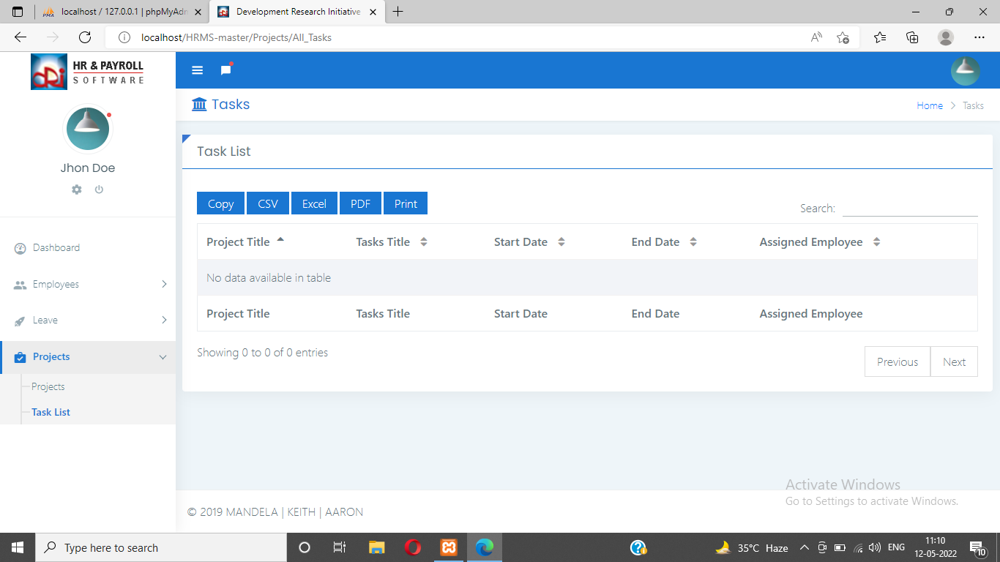 localhost / 127.0.0.1 | phpMyAdm
Development Research Initiative
localhost/HRMS-master/Projects/All_Tasks
DRi
HR & PAYROLL
SOFTWARE
Jhon Doe
Dashboard
Employees
Leave
Projects
Projects
Task List
Tasks
Home > Tasks
Task List
Copy CSV Excel PDF Print
Search:
Project Title Tasks Title Start Date End Date Assigned Employee
No data available in table
Project Title Tasks Title Start Date End Date Assigned Employee
Showing 0 to 0 of 0 entries
Previous Next
Activate Windows
Go to Settings to activate Windows.
© 2019 MANDELA | KEITH | AARON
Type here to search
35°C Haze
ENG
11:10
12-05-2022
10